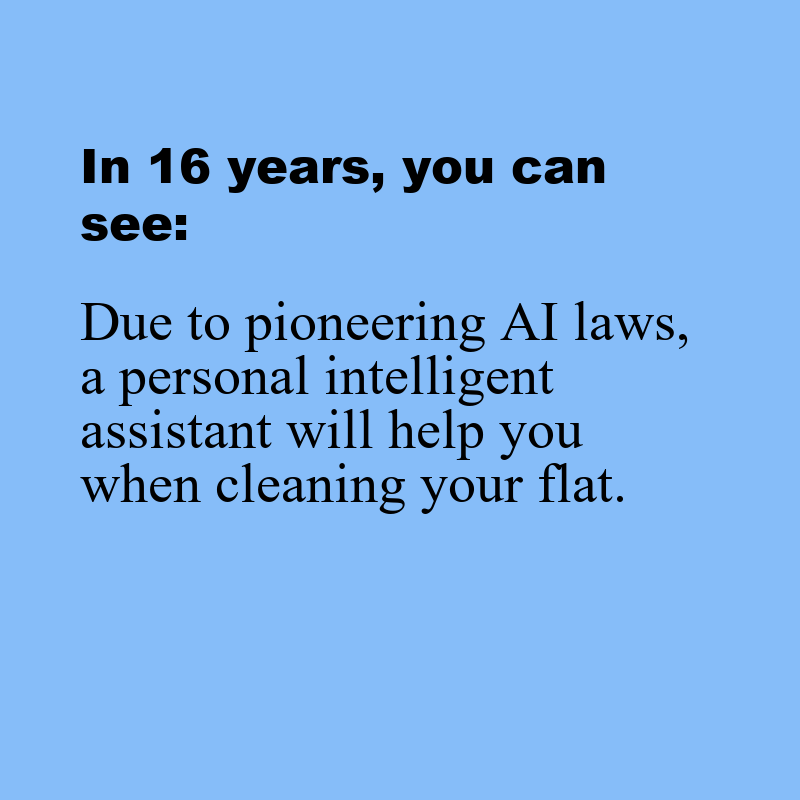 In 16 years, you can
see:
Due to pioneering AI laws,
a personal intelligent
assistant will help you
when cleaning your flat.